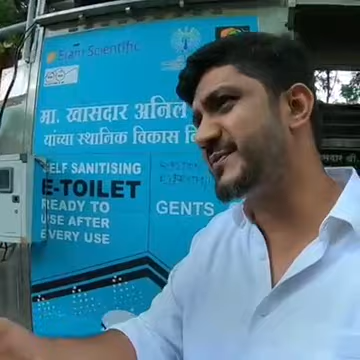 Eram Scientific
मा. खासदार अनिल
यांच्या स्थानिक विकास
SELF SANITISING
E-TOILET
READY TO
USE AFTER
EVERY USE
GENTS